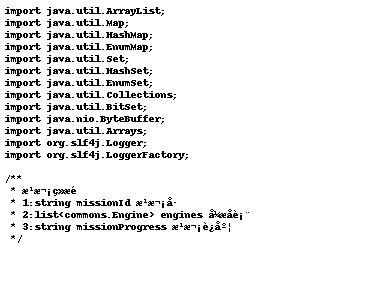 import java.util.ArrayList;
import java.util.Map;
import java.util.HashMap;
import java.util.EnumMap;
import java.util.Set;
import java.util.HashSet;
import java.util.EnumSet;
import java.util.Collections;
import java.util.BitSet;
import java.nio.ByteBuffer;
import java.util.Arrays;
import org.slf4j.Logger;
import org.slf4j.LoggerFactory;
/**
* æ¹æ¬¡ç»æé
* 1:string missionId æ¹æ¬¡å·
* 2:list<commons.Engine> engines å¼æåè¡¨
* 3:string missionProgress æ¹æ¬¡è¿åº¦
*/